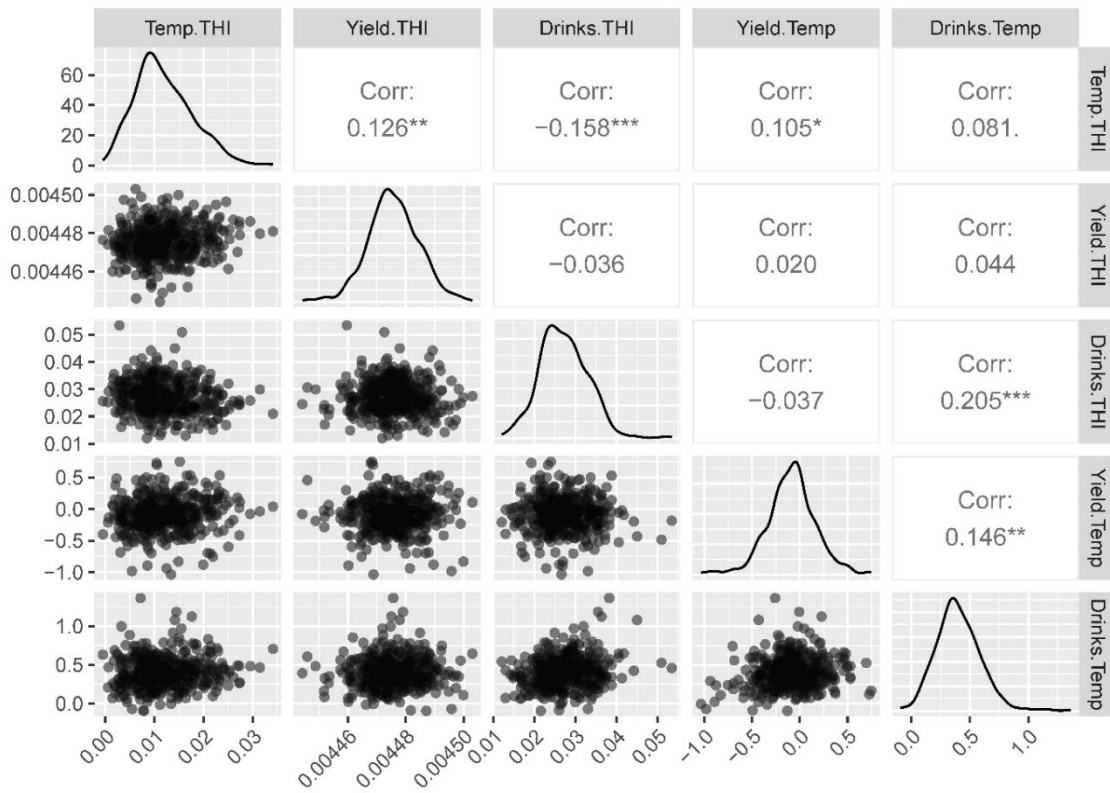 Temp.THI Yield.THI Drinks.THI Yield.Temp Drinks.Temp
60
40
20
0
Corr:
0.126**
Corr:
−0.158***
Corr:
0.105*
Corr:
0.081.
Temp.THI
0.00450
0.00448
0.00446
Corr:
−0.036
Corr:
0.020
Corr:
0.044
Yield.THI
0.05
0.04
0.03
0.02
0.01
Corr:
−0.037
Corr:
0.205***
Drinks.THI
0.5
0.0
−0.5
−1.0
Corr:
0.146**
Yield.Temp
1.0
0.5
0.0
Drinks.Temp
0.00 0.01 0.02 0.03 0.00446 0.00448 0.00450 0.01 0.02 0.03 0.04 0.05 −1.0 −0.5 0.0 0.5 0.0 0.5 1.0